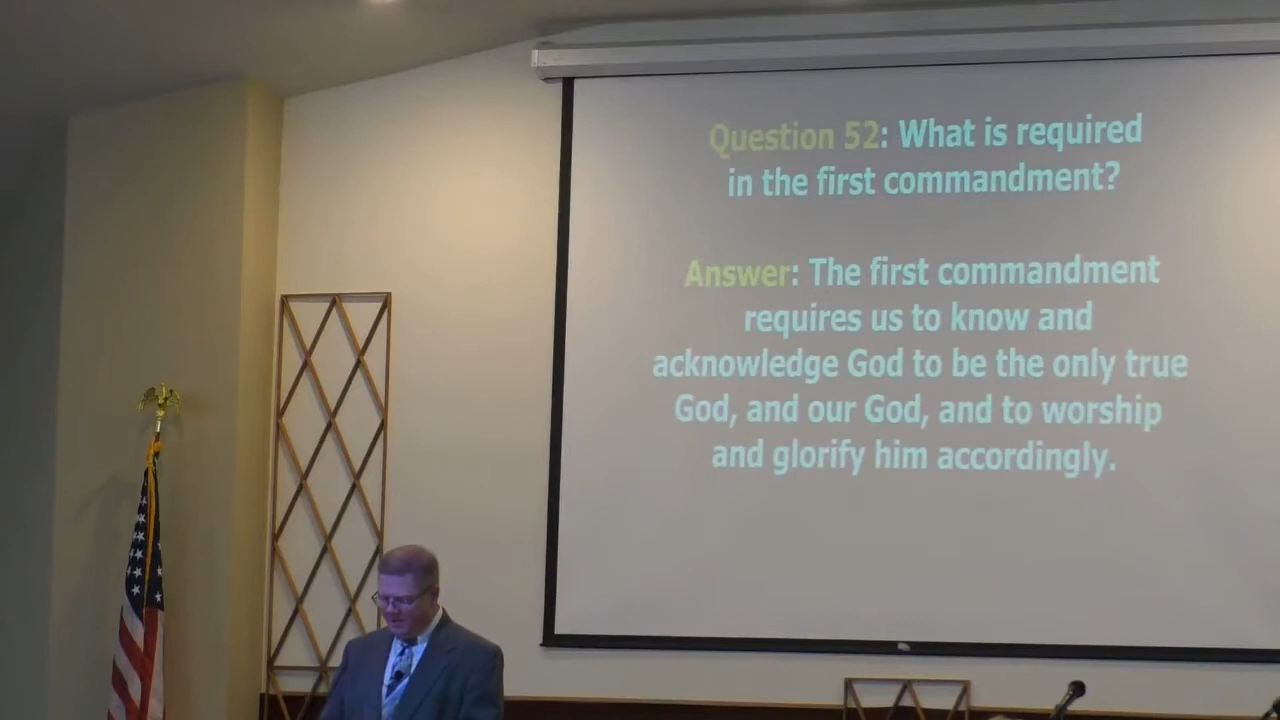 Question 52: What is required
in the first commandment?
Answer: The first commandment
requires us to know and
acknowledge God to be the only true
God, and our God, and to worship
and glorify him accordingly.